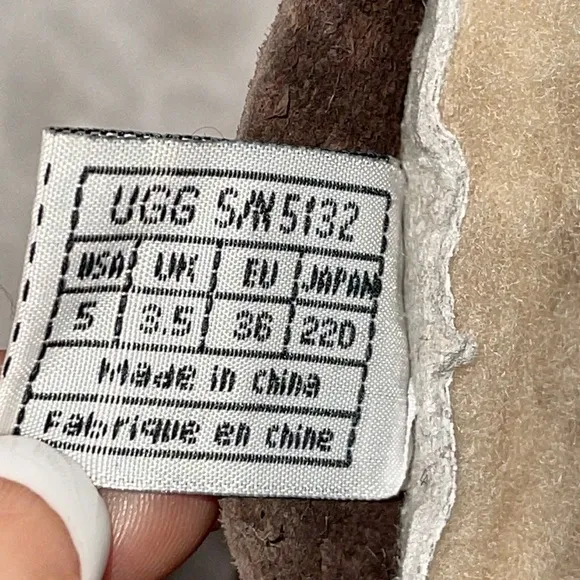 UGG S/N 5132
USA UK EU JAPAN
5 3.5 36 220
Made in china
Fabrique en chine